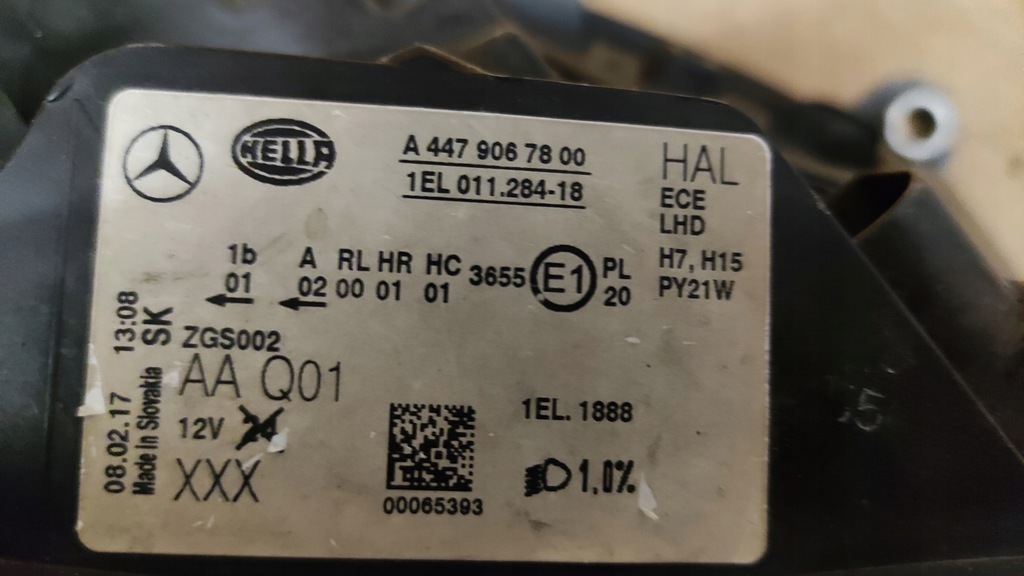 HELLA
A 447 906 78 00
1EL 011.284-18
HAL
ECE
LHD
H7, H15
PY21W
1b A RL HR HC 3655 E1 PL
01 02 00 01 01 20
ZGS002
AA Q01
12V
XXX
08.02.17 13:08
Made In Slovakia SK
00065393
1EL. 1888
1,0%